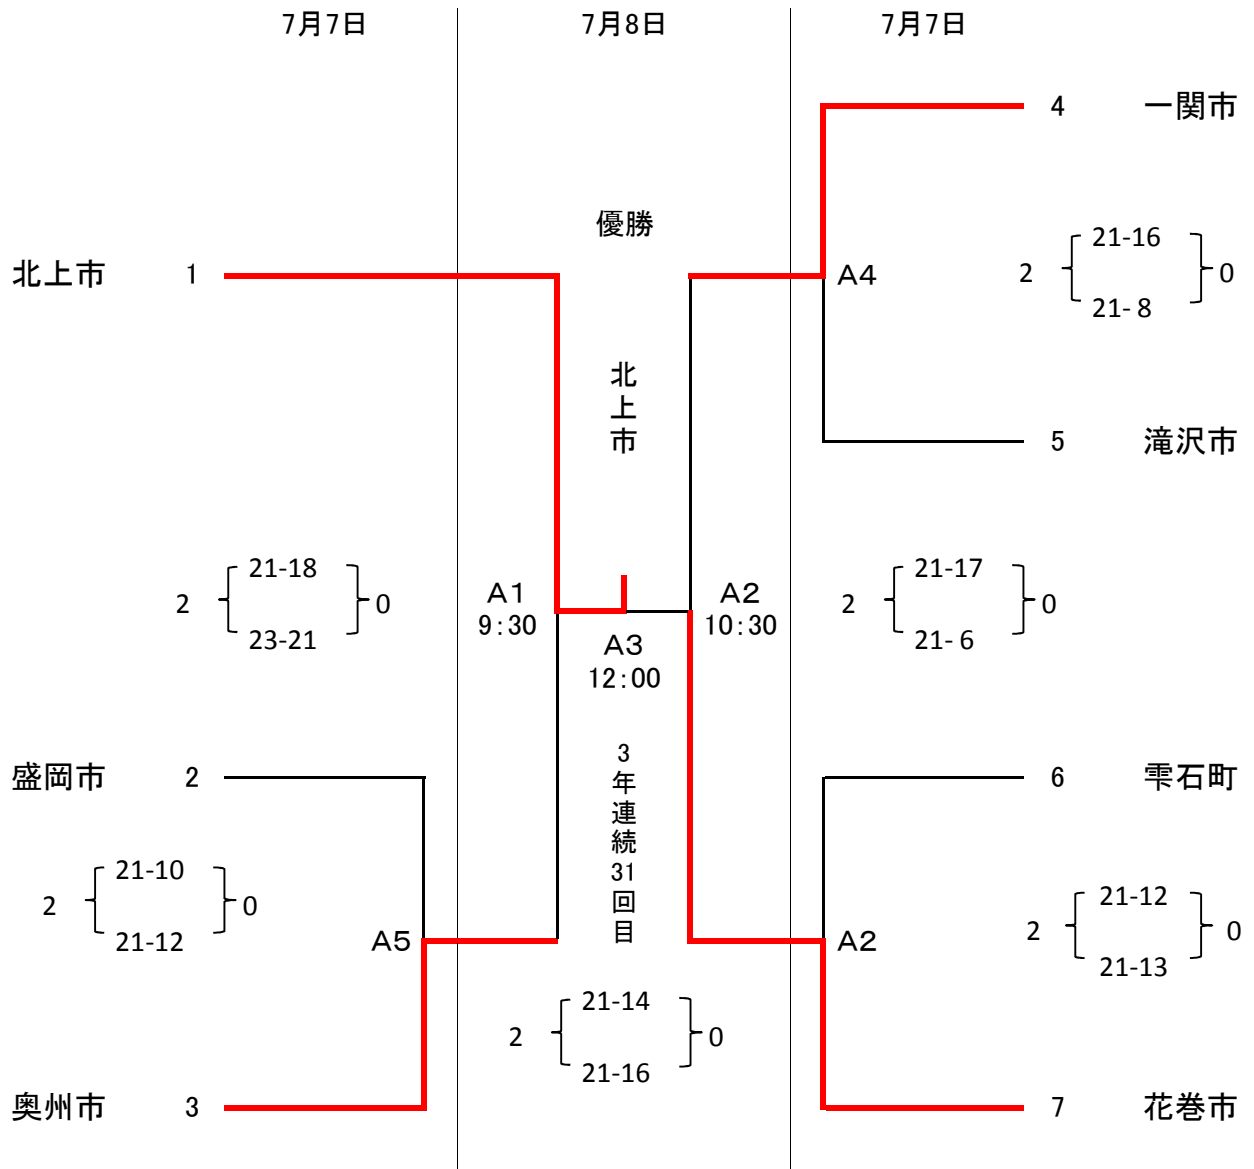 7月7日
7月8日
7月7日
4 一関市
優勝
21-16
2 0
21- 8
北上市 1
A4
北上市
5 滝沢市
21-18
2 0
23-21
A1
9:30
A2
10:30
21-17
2 0
21- 6
A3
12:00
3年連続31回目
盛岡市 2
6 雫石町
21-10
2 0
21-12
A5
A2
21-12
2 0
21-13
21-14
2 0
21-16
奥州市 3
7 花巻市